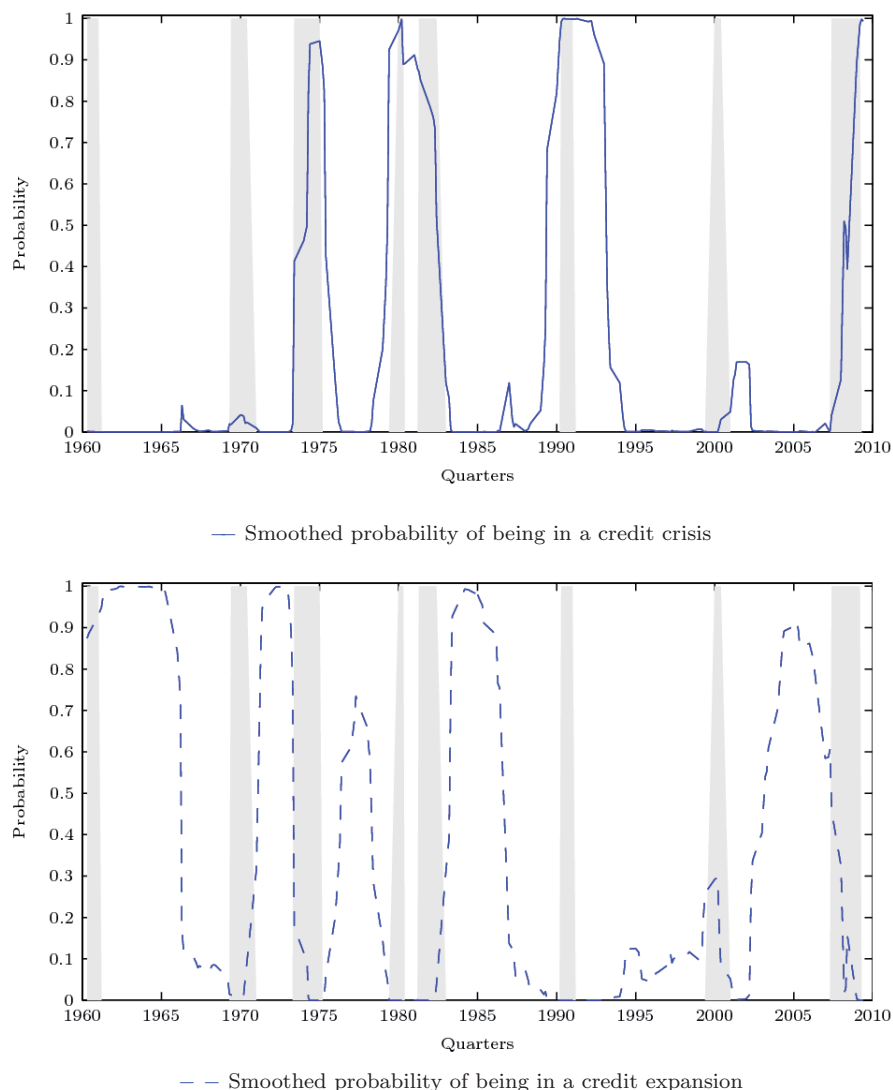 1
0.9
0.8
0.7
0.6
0.5
0.4
0.3
0.2
0.1
0
Probability
1960 1965 1970 1975 1980 1985 1990 1995 2000 2005 2010
Quarters
Smoothed probability of being in a credit crisis
1
0.9
0.8
0.7
0.6
0.5
0.4
0.3
0.2
0.1
0
Probability
1960 1965 1970 1975 1980 1985 1990 1995 2000 2005 2010
Quarters
Smoothed probability of being in a credit expansion